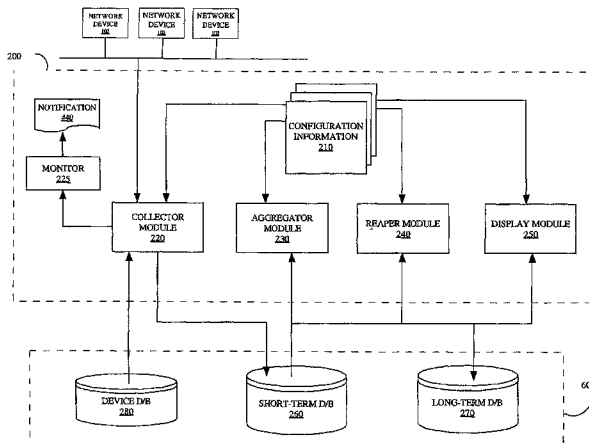 NETWORK
DEVICE
102
NETWORK
DEVICE
102
NETWORK
DEVICE
102
200
NOTIFICATION
440
CONFIGURATION
INFORMATION
210
MONITOR
225
COLLECTOR
MODULE
220
AGGREGATOR
MODULE
230
REAPER MODULE
240
DISPLAY MODULE
250
DEVICE D/B
280
SHORT-TERM D/B
260
LONG-TERM D/B
270